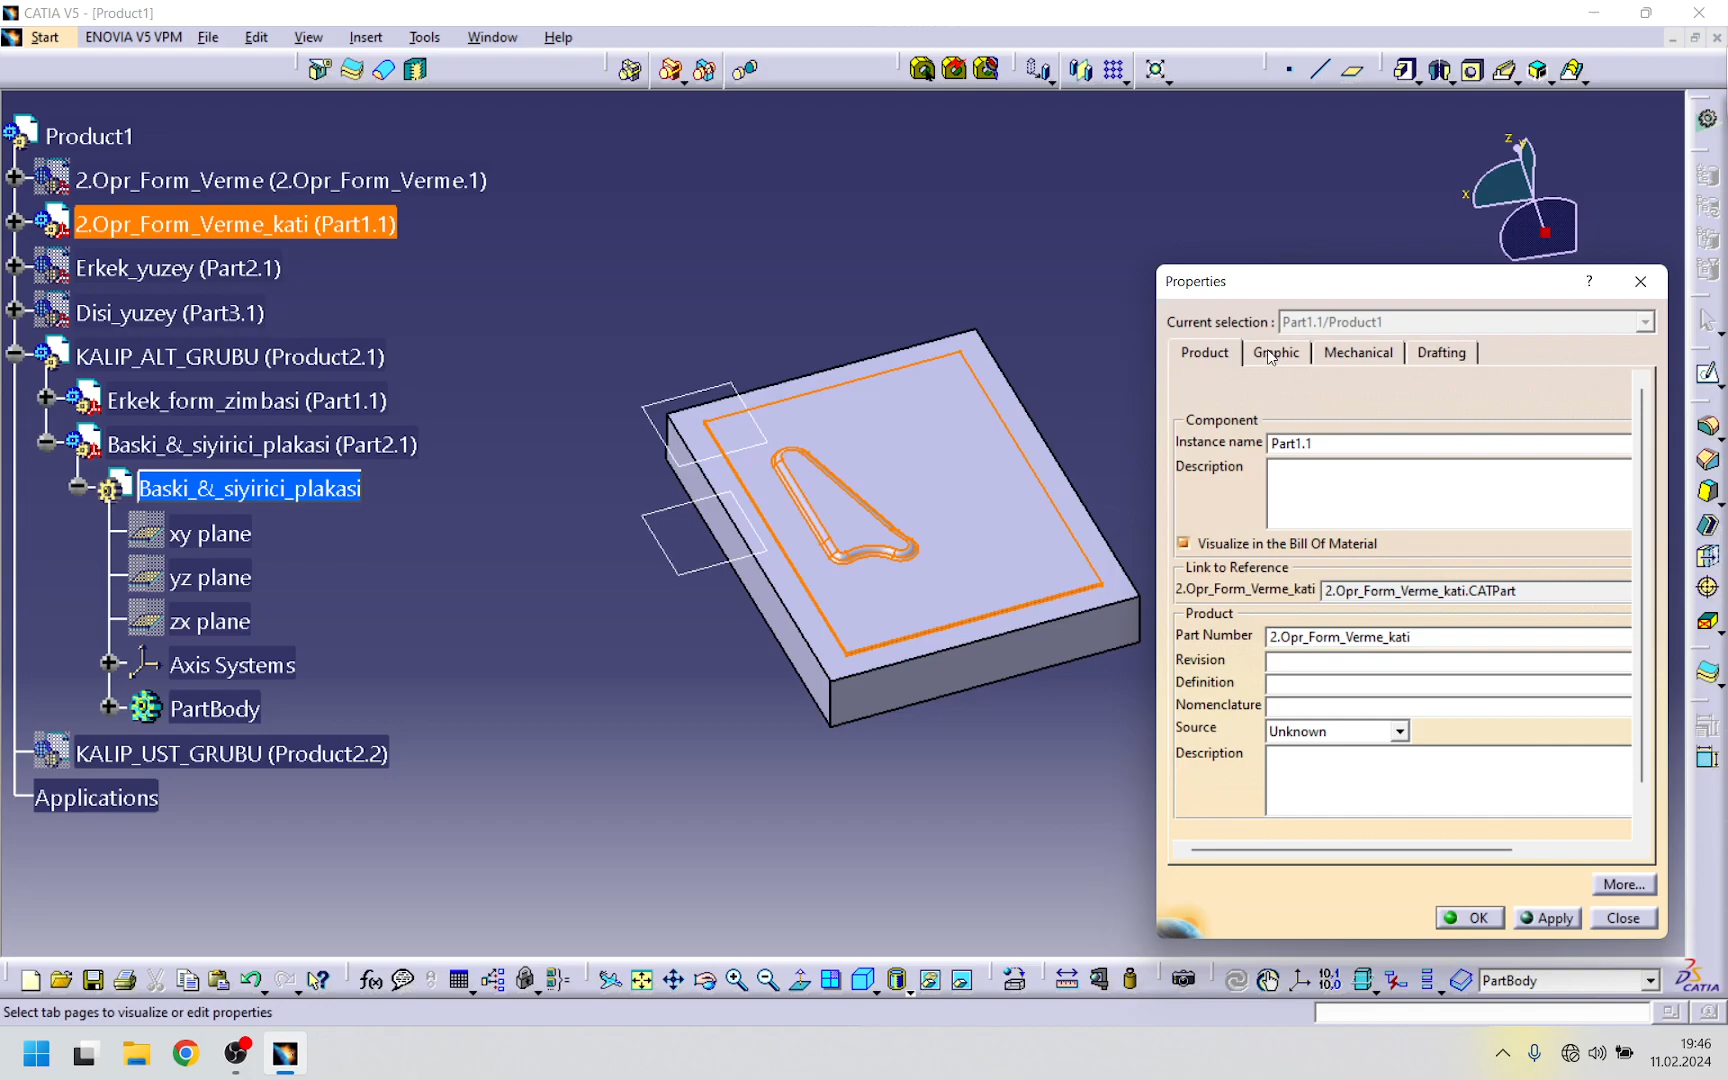 CATIA V5 - [Product1]
Start ENOVIA V5 VPM File Edit View Insert Tools Window Help
Product1
2.Opr_Form_Verme (2.Opr_Form_Verme.1)
2.Opr_Form_Verme_kati (Part1.1)
Erkek_yuzey (Part2.1)
Disi_yuzey (Part3.1)
KALIP_ALT_GRUBU (Product2.1)
Erkek_form_zimbasi (Part1.1)
Baski_&_siyirici_plakasi (Part2.1)
Baski_&_siyirici_plakasi
xy plane
yz plane
zx plane
Axis Systems
PartBody
KALIP_UST_GRUBU (Product2.2)
Applications
z
y
x
Properties ?
Current selection : Part1.1/Product1
Product Graphic Mechanical Drafting
Component
Instance name Part1.1
Description
Visualize in the Bill Of Material
Link to Reference
2.Opr_Form_Verme_kati 2.Opr_Form_Verme_kati.CATPart
Product
Part Number 2.Opr_Form_Verme_kati
Revision
Definition
Nomenclature
Source Unknown
Description
More...
OK Apply Close
f(x)
10.1
10,0
PartBody
CATIA
Select tab pages to visualize or edit properties
19:46
11.02.2024